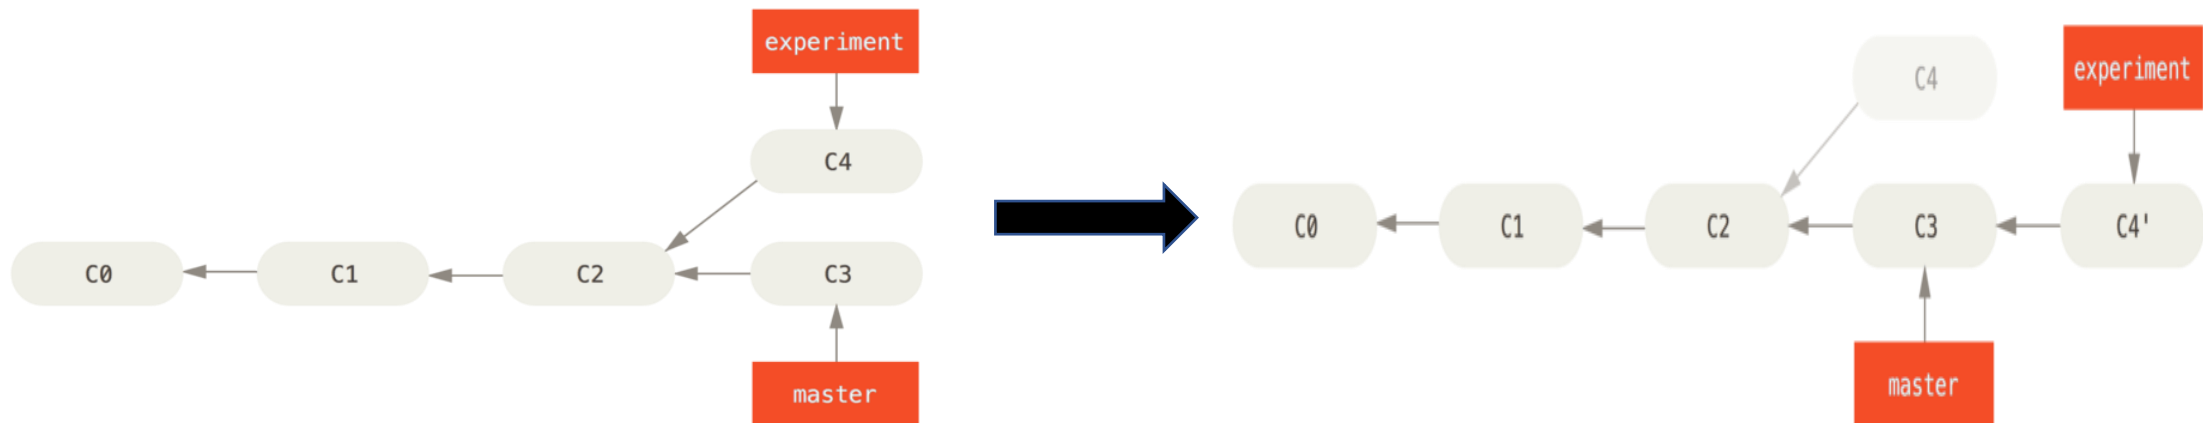 experiment
C4
C0
C1
C2
C3
master
C4
experiment
C0
C1
C2
C3
C4'
master